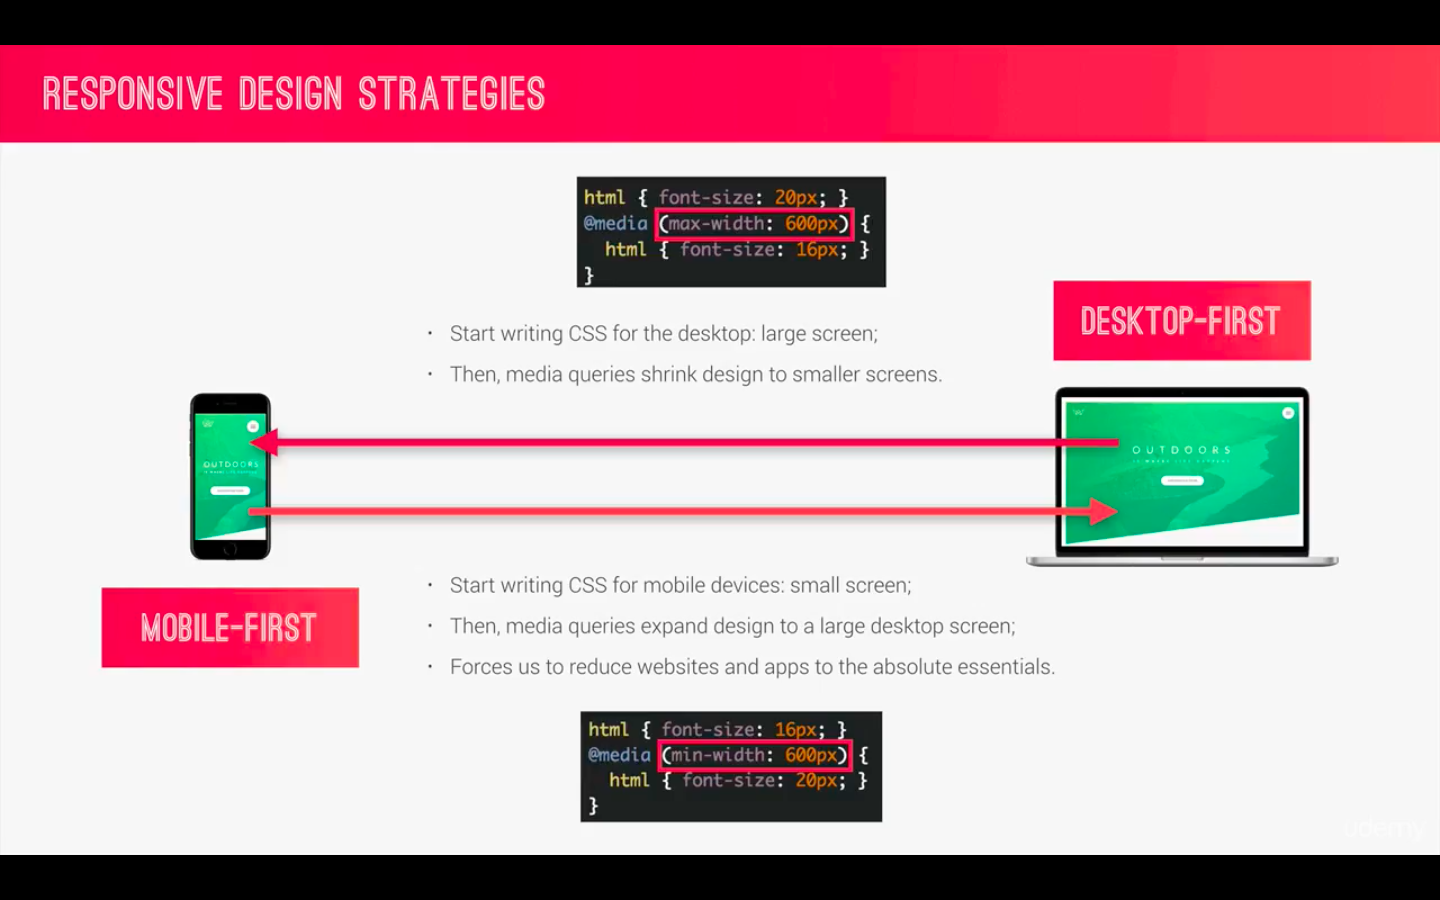 RESPONSIVE DESIGN STRATEGIES
html { font-size: 20px; }
@media (max-width: 600px) {
html { font-size: 16px; }
}
DESKTOP-FIRST
• Start writing CSS for the desktop: large screen;
• Then, media queries shrink design to smaller screens.
OUTDOORS
OUTDOORS
MOBILE-FIRST
• Start writing CSS for mobile devices: small screen;
• Then, media queries expand design to a large desktop screen;
• Forces us to reduce websites and apps to the absolute essentials.
html { font-size: 16px; }
@media (min-width: 600px) {
html { font-size: 20px; }
}
udemy